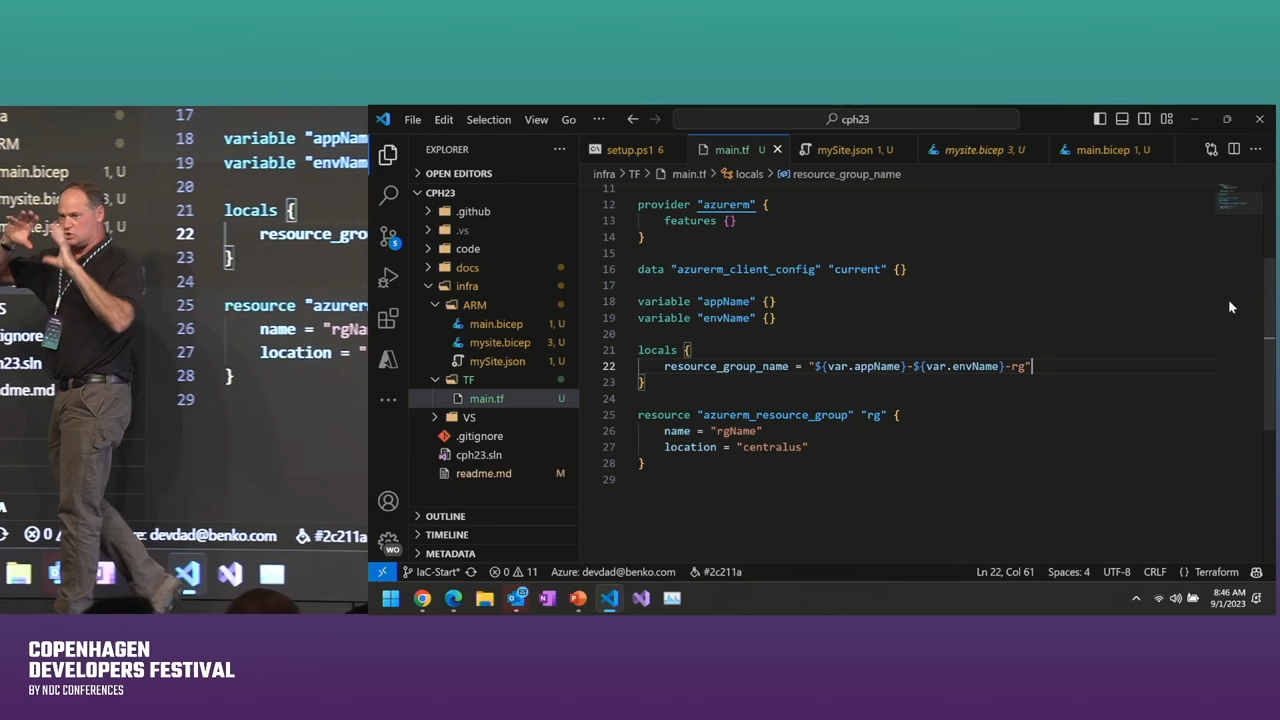 17
18 variable "appNam
19 variable "envNam
20
21 locals {
22 resource_gro
23 }
24
25 resource "azure
26 name = "rgNa
27 location = "
28 }
29
ARM
main.bicep
ignore
h23.sln
adme.md
0
: devdad@benko.com
#2c211a
File Edit Selection View Go ··· cph23
EXPLORER ···
setup.ps1 6 main.tf U mySite.json 1, U mysite.bicep 3, U main.bicep 1, U
infra > TF > main.tf > locals > resource_group_name
OPEN EDITORS
CPH23
.github
.vs
code
docs
infra
ARM
main.bicep 1, U
mysite.bicep 3, U
mySite.json 1, U
TF
main.tf U
VS
.gitignore
cph23.sln
readme.md M
OUTLINE
TIMELINE
METADATA
5
WO
11
12 provider "azurerm" {
13 features {}
14 }
15
16 data "azurerm_client_config" "current" {}
17
18 variable "appName" {}
19 variable "envName" {}
20
21 locals {
22 resource_group_name = "${var.appName}-${var.envName}-rg"
23 }
24
25 resource "azurerm_resource_group" "rg" {
26 name = "rgName"
27 location = "centralus"
28 }
29
IaC-Start* 0 11 Azure: devdad@benko.com #2c211a Ln 22, Col 61 Spaces: 4 UTF-8 CRLF {} Terraform
8:46 AM
9/1/2023
COPENHAGEN
DEVELOPERS FESTIVAL
BY NDC CONFERENCES